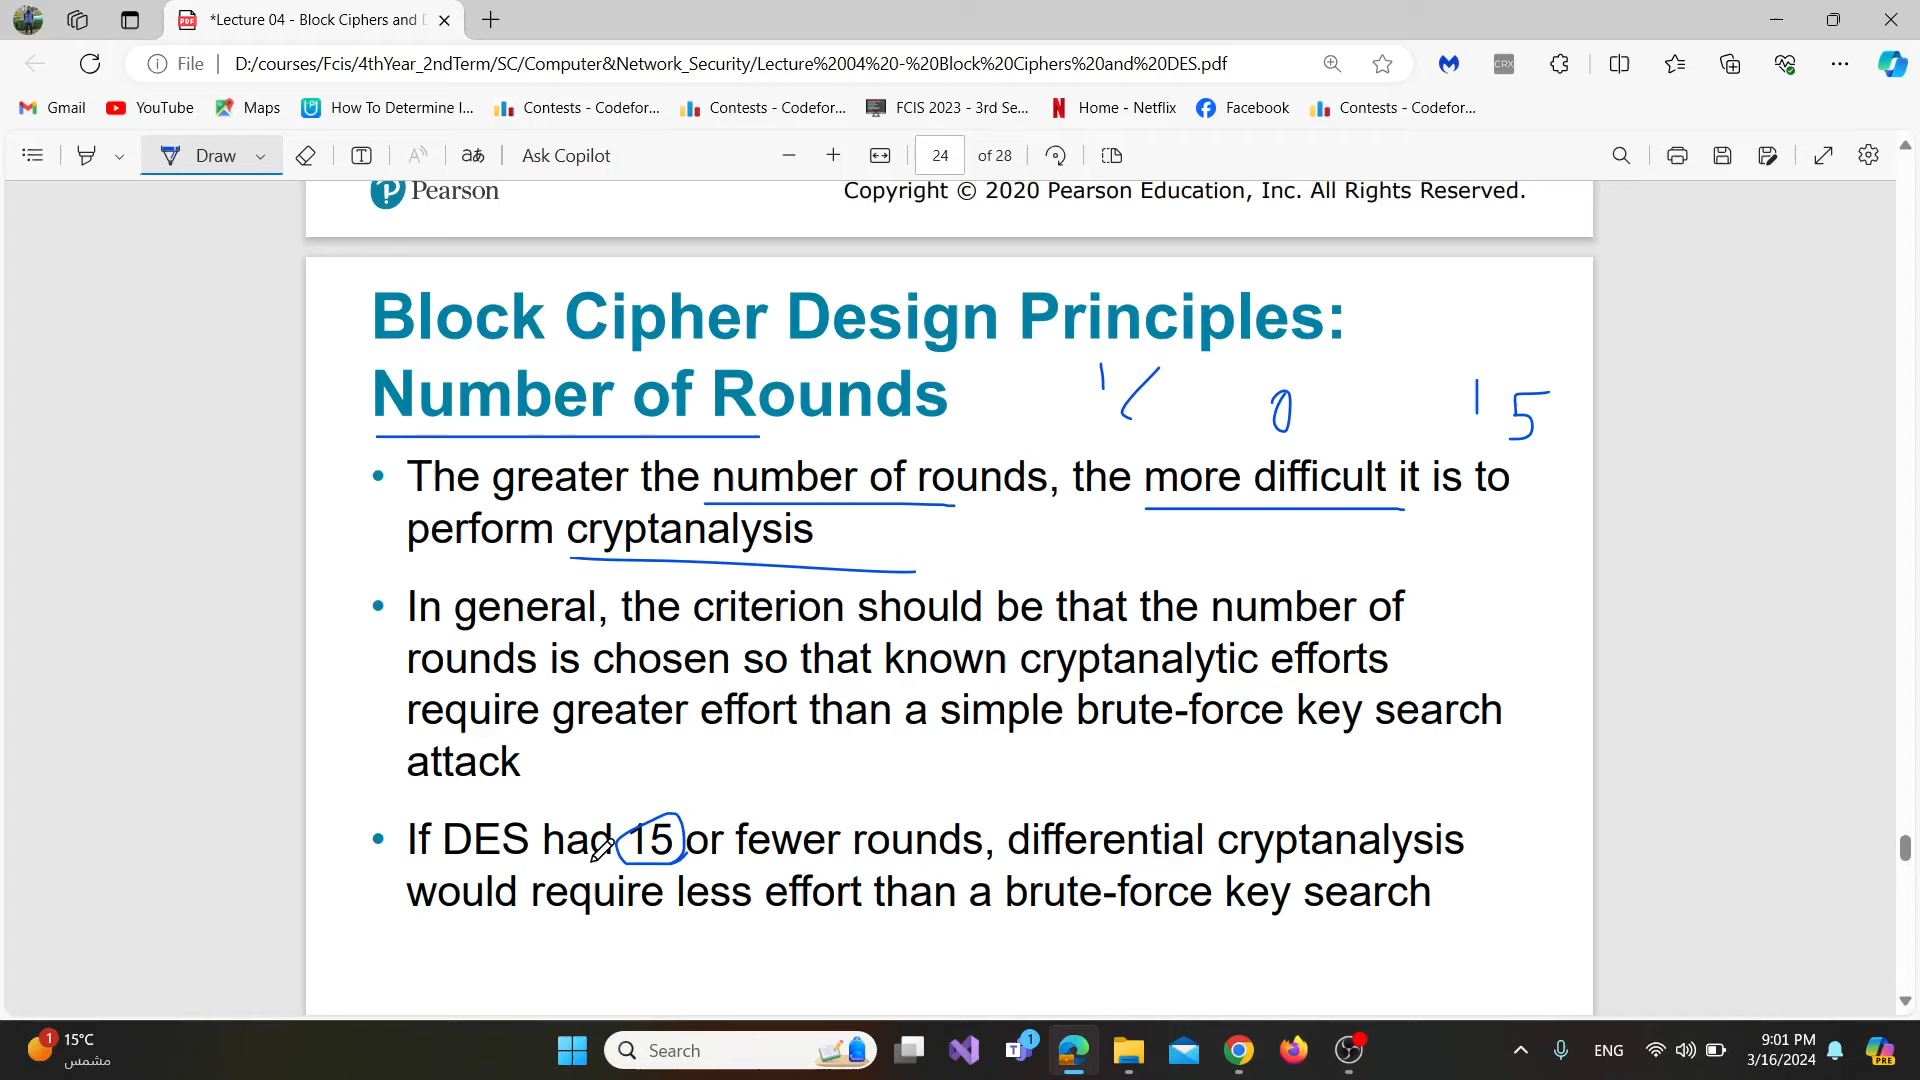 *Lecture 04 - Block Ciphers and D
File
D:/courses/Fcis/4thYear_2ndTerm/SC/Computer&Network_Security/Lecture%2004%20-%20Block%20Ciphers%20and%20DES.pdf
CRX
Gmail YouTube Maps How To Determine I... Contests - Codefor... Contests - Codefor... FCIS 2023 - 3rd Se... Home - Netflix Facebook Contests - Codefor...
Draw Ask Copilot 24 of 28
Pearson Copyright © 2020 Pearson Education, Inc. All Rights Reserved.
Block Cipher Design Principles:
Number of Rounds
0 15
• The greater the number of rounds, the more difficult it is to
perform cryptanalysis
• In general, the criterion should be that the number of
rounds is chosen so that known cryptanalytic efforts
require greater effort than a simple brute-force key search
attack
• If DES had 15 or fewer rounds, differential cryptanalysis
would require less effort than a brute-force key search
1 15°C
مشمس
Search
1
ENG
9:01 PM
3/16/2024
PRE